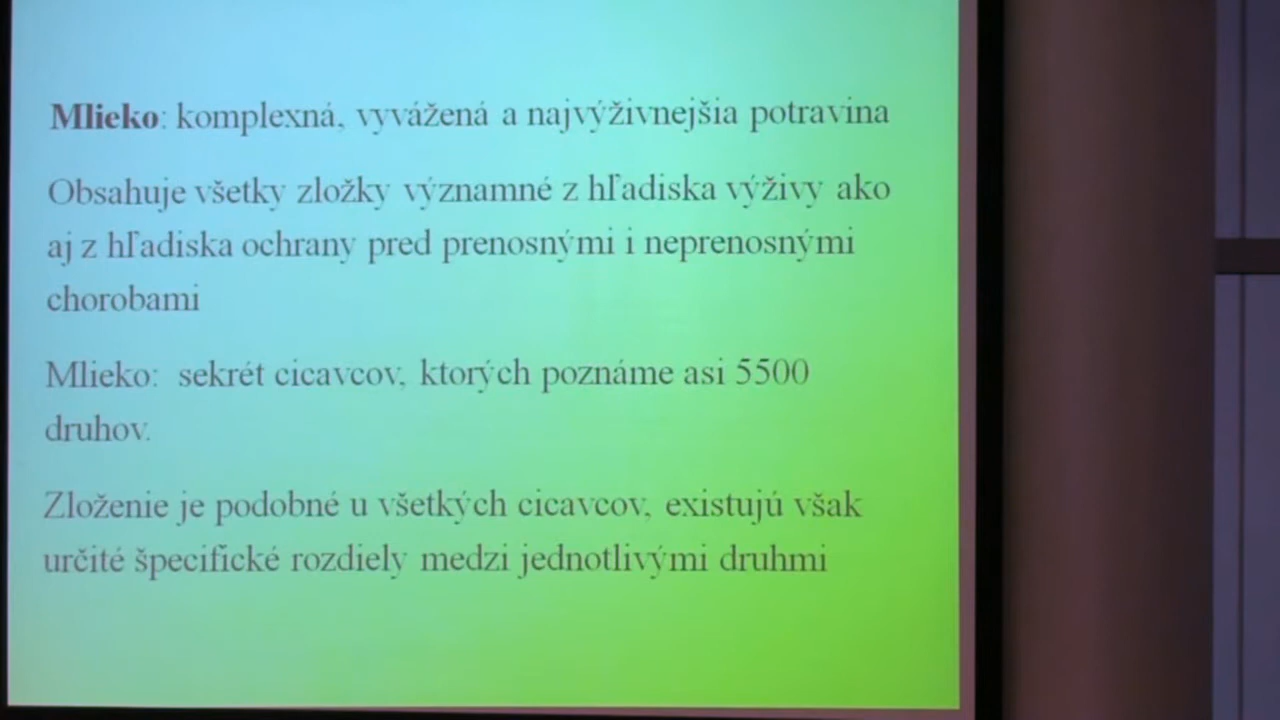 Mlieko: komplexná, vyvážená a najvýživnejšia potravina
Obsahuje všetky zložky významné z hľadiska výživy ako
aj z hľadiska ochrany pred prenosnými i neprenosnými
chorobami
Mlieko: sekrét cicavcov, ktorých poznáme asi 5500
druhov.
Zloženie je podobné u všetkých cicavcov, existujú však
určité špecifické rozdiely medzi jednotlivými druhmi